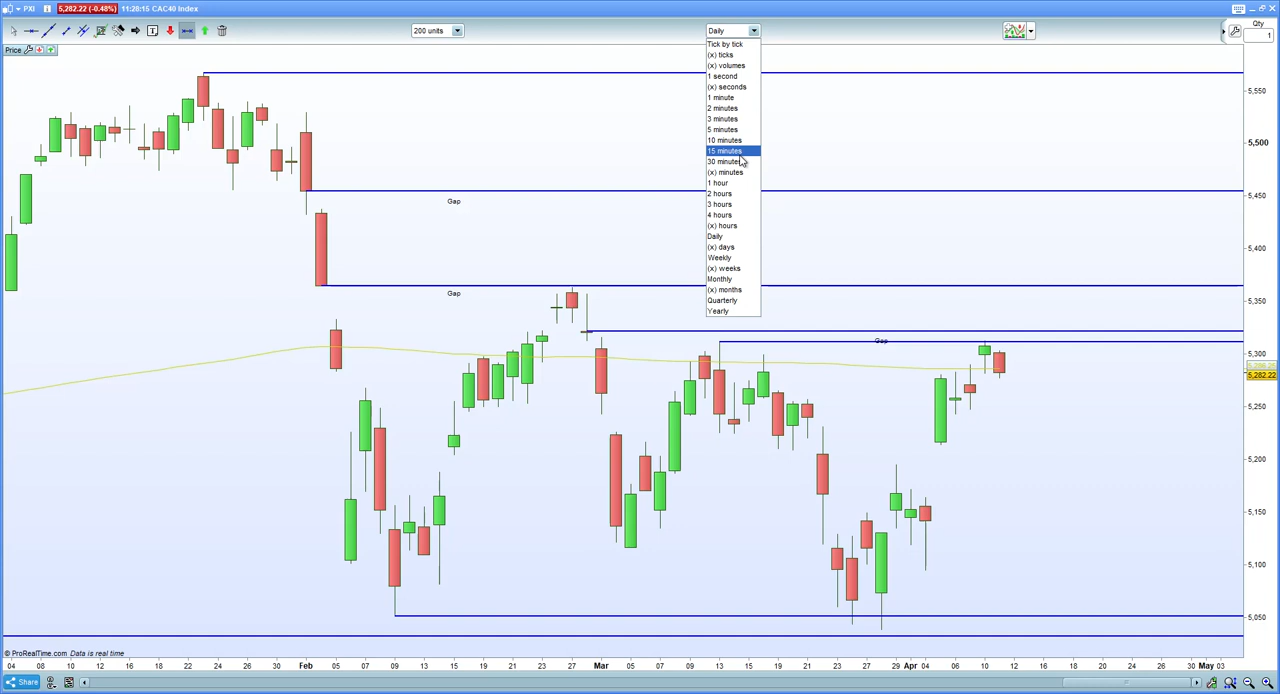 PXI 5,282.22 (-0.48%) 11:28:15 CAC40 Index
200 units
Daily
Qty
1
Price
Tick by tick
(x) ticks
(x) volumes
1 second
(x) seconds
1 minute
2 minutes
3 minutes
5 minutes
10 minutes
15 minutes
30 minutes
(x) minutes
1 hour
2 hours
3 hours
4 hours
(x) hours
Daily
(x) days
Weekly
(x) weeks
Monthly
(x) months
Quarterly
Yearly
Gap
Gap
Gap
5,550
5,500
5,450
5,400
5,350
5,300
5,282.22
5,250
5,200
5,150
5,100
5,050
© ProRealTime.com Data is real time
04 06 08 10 12 14 16 18 22 24 26 30 Feb 05 07 09 13 15 19 21 23 27 Mar 05 07 09 13 15 19 21 23 27 29 Apr 04 06 10 12 16 18 20 24 26 30 May 03
Share